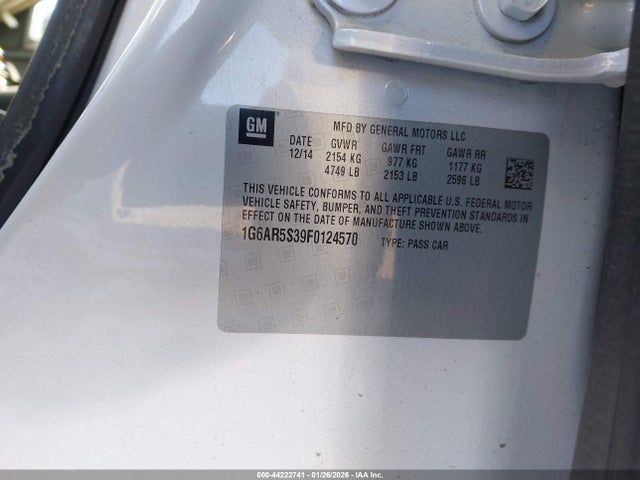 GM
MFD BY GENERAL MOTORS LLC
DATE GVWR GAWR FRT GAWR RR
12/14 2154 KG 977 KG 1177 KG
4749 LB 2153 LB 2596 LB
THIS VEHICLE CONFORMS TO ALL APPLICABLE U.S. FEDERAL MOTOR
VEHICLE SAFETY, BUMPER, AND THEFT PREVENTION STANDARDS IN
EFFECT ON THE DATE OF MANUFACTURE SHOWN ABOVE.
1G6AR5S39F0124570 TYPE: PASS CAR
000-44222741 - 01/26/2026 - © IAA Inc.